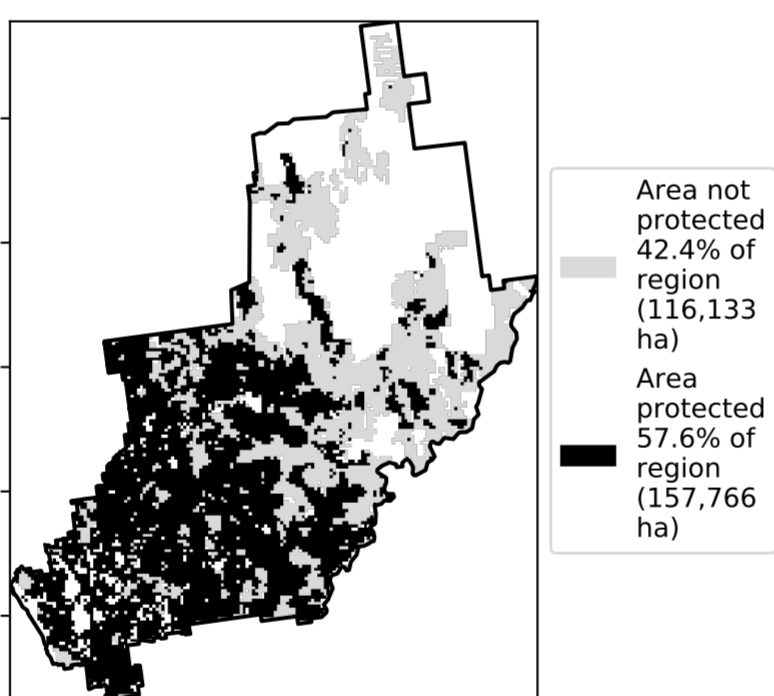 Area not
protected
42.4% of
region
(116,133
ha)
Area
protected
57.6% of
region
(157,766
ha)